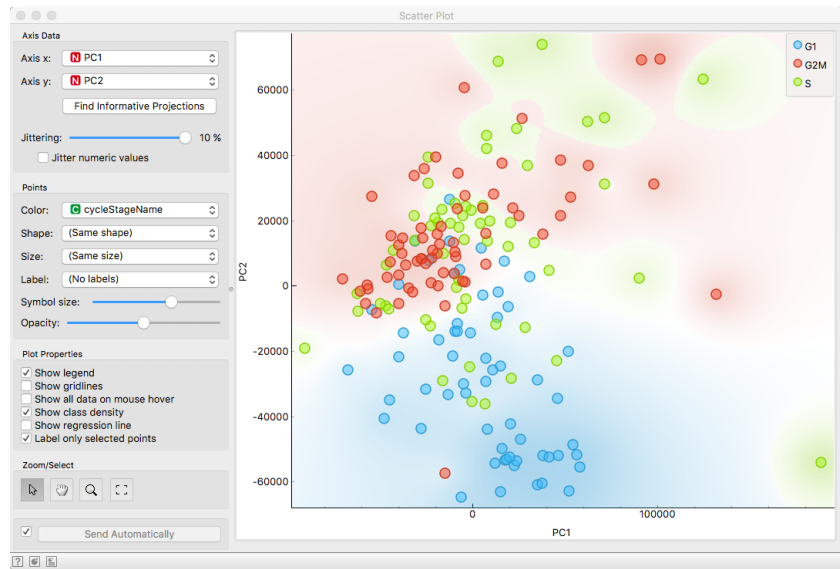 Scatter Plot
Axis Data
Axis x: N PC1
Axis y: N PC2
Find Informative Projections
Jittering: 10 %
Jitter numeric values
Points
Color: C cycleStageName
Shape: (Same shape)
Size: (Same size)
Label: (No labels)
Symbol size:
Opacity:
Plot Properties
Show legend
Show gridlines
Show all data on mouse hover
Show class density
Show regression line
Label only selected points
Zoom/Select
Send Automatically
?
G1
G2M
S
60000
40000
20000
0
-20000
-40000
-60000
PC2
0 100000
PC1